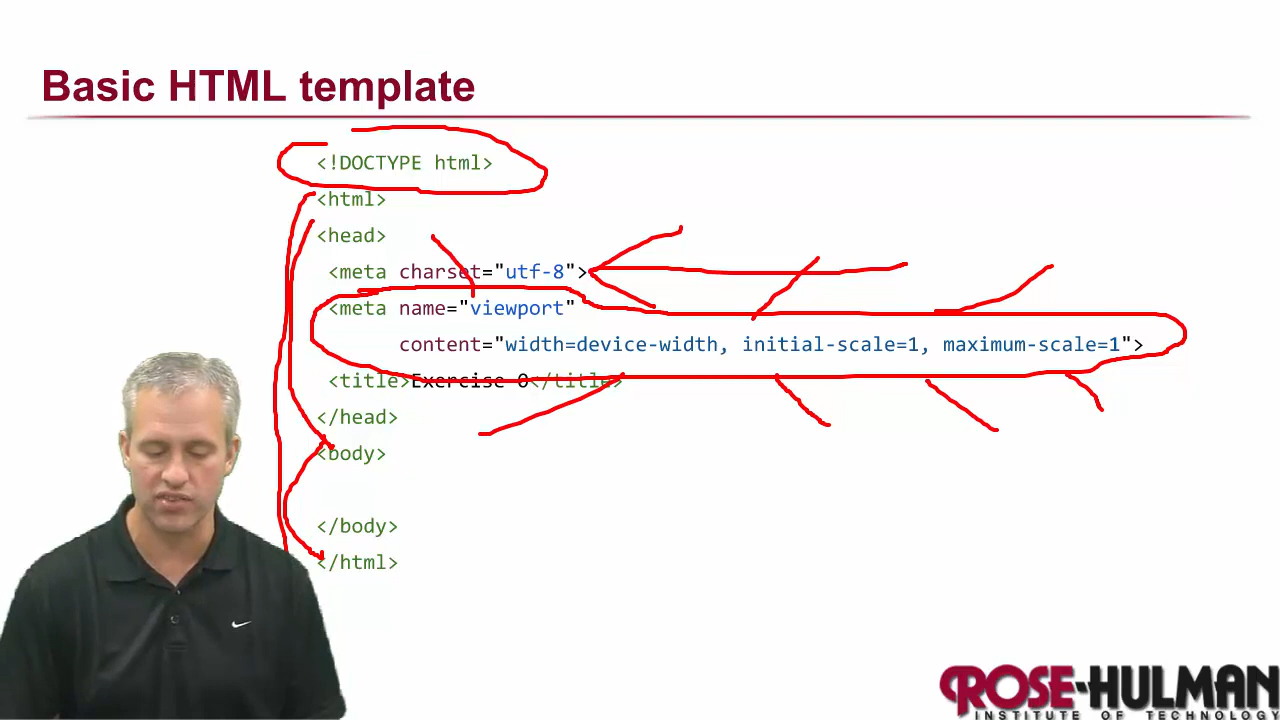 Basic HTML template
<!DOCTYPE html>
<html>
<head>
<meta charset="utf-8">
<meta name="viewport"
content="width=device-width, initial-scale=1, maximum-scale=1">
<title>Exercise 0</title>
</head>
<body>
</body>
</html>
ROSE-HULMAN
INSTITUTE OF TECHNOLOGY